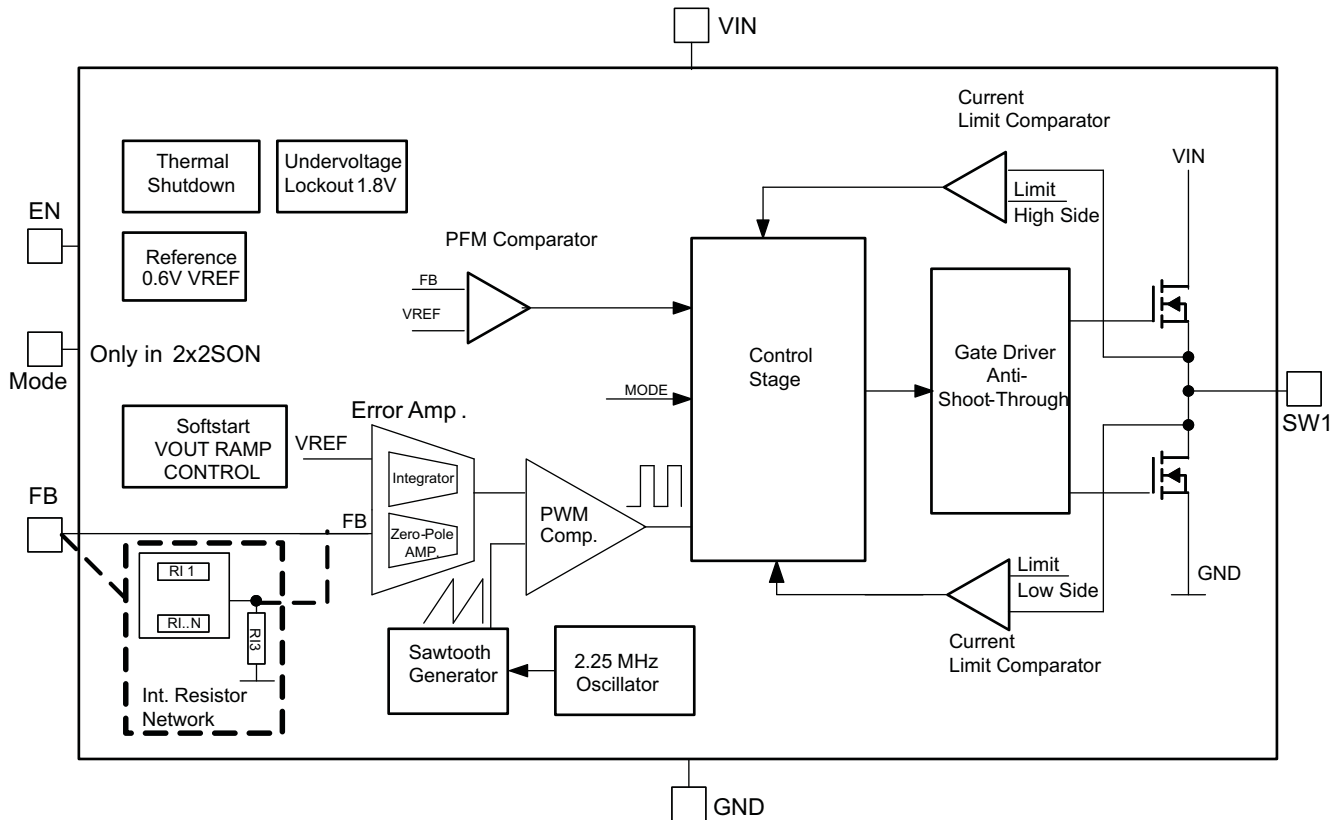 VIN
Current
Limit Comparator
Thermal
Shutdown
Undervoltage
Lockout 1.8V
VIN
Limit
High Side
EN
Reference
0.6V VREF
PFM Comparator
FB
VREF
Mode
Only in 2x2SON
Control
Stage
Gate Driver
Anti-
Shoot-Through
MODE
SW1
Softstart
VOUT RAMP
CONTROL
Error Amp .
VREF
Integrator
FB
FB
Zero-Pole
AMP.
PWM
Comp.
RI 1
RI..N
RI3
Int. Resistor
Network
Sawtooth
Generator
2.25 MHz
Oscillator
Limit
Low Side
GND
Current
Limit Comparator
GND